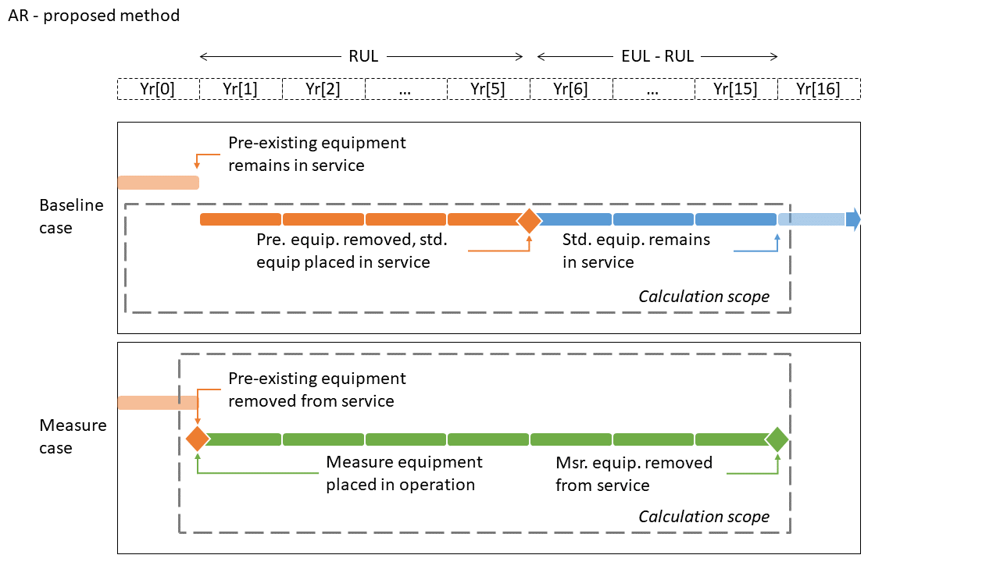 AR - proposed method
RUL
EUL - RUL
Yr[0]
Yr[1]
Yr[2]
...
Yr[5]
Yr[6]
...
Yr[15]
Yr[16]
Pre-existing equipment
remains in service
Baseline
case
Pre. equip. removed, std.
equip placed in service
Std. equip. remains
in service
Calculation scope
Pre-existing equipment
removed from service
Measure
case
Measure equipment
placed in operation
Msr. equip. removed
from service
Calculation scope